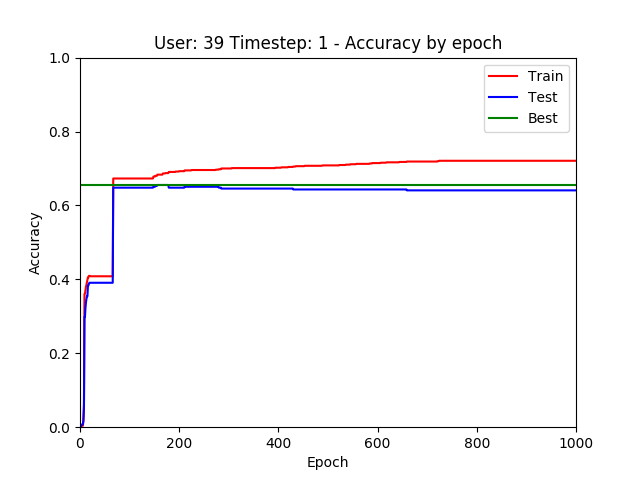 User: 39 Timestep: 1 - Accuracy by epoch
Train
Test
Best
1.0
0.8
0.6
0.4
0.2
0.0
Accuracy
0 200 400 600 800 1000
Epoch